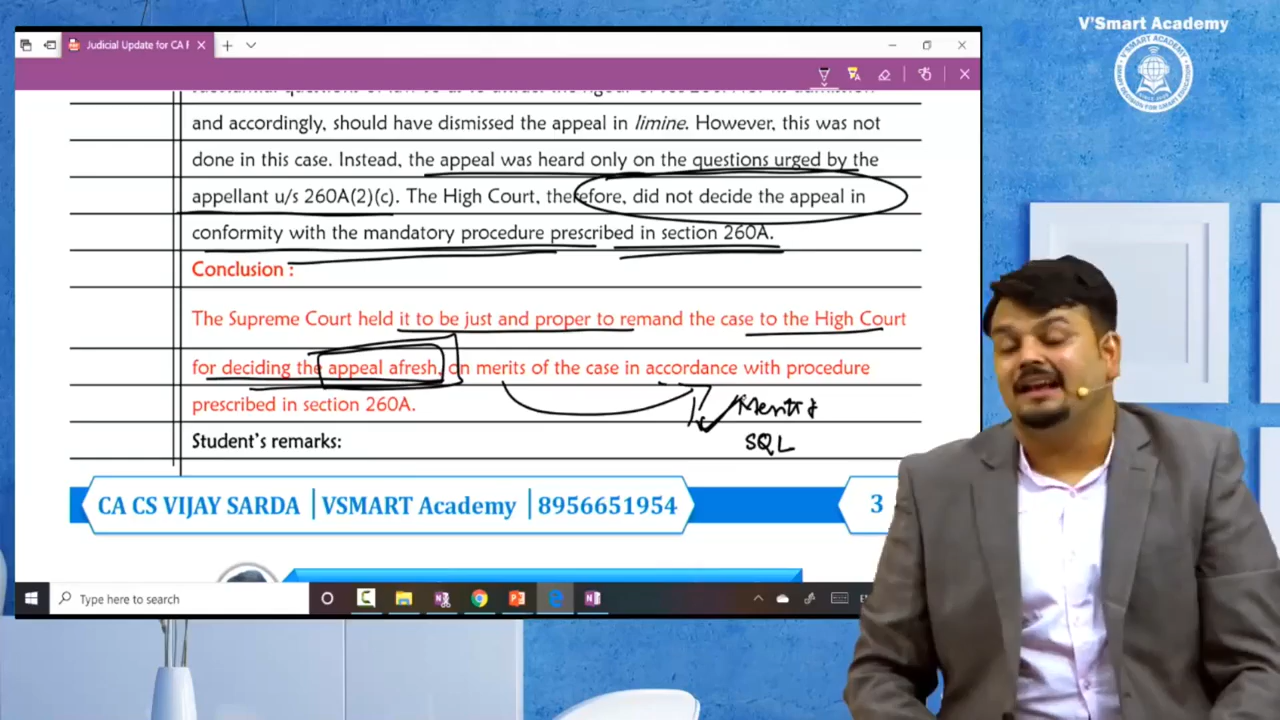 V'Smart Academy
V'SMART ACADEMY
Judicial Update for CA F
and accordingly, should have dismissed the appeal in limine. However, this was not
done in this case. Instead, the appeal was heard only on the questions urged by the
appellant u/s 260A(2)(c). The High Court, therefore, did not decide the appeal in
conformity with the mandatory procedure prescribed in section 260A.
Conclusion :
The Supreme Court held it to be just and proper to remand the case to the High Court
for deciding the appeal afresh, on merits of the case in accordance with procedure
prescribed in section 260A.
Merits
SQL
Student's remarks:
CA CS VIJAY SARDA | VSMART Academy | 8956651954
3
Type here to search